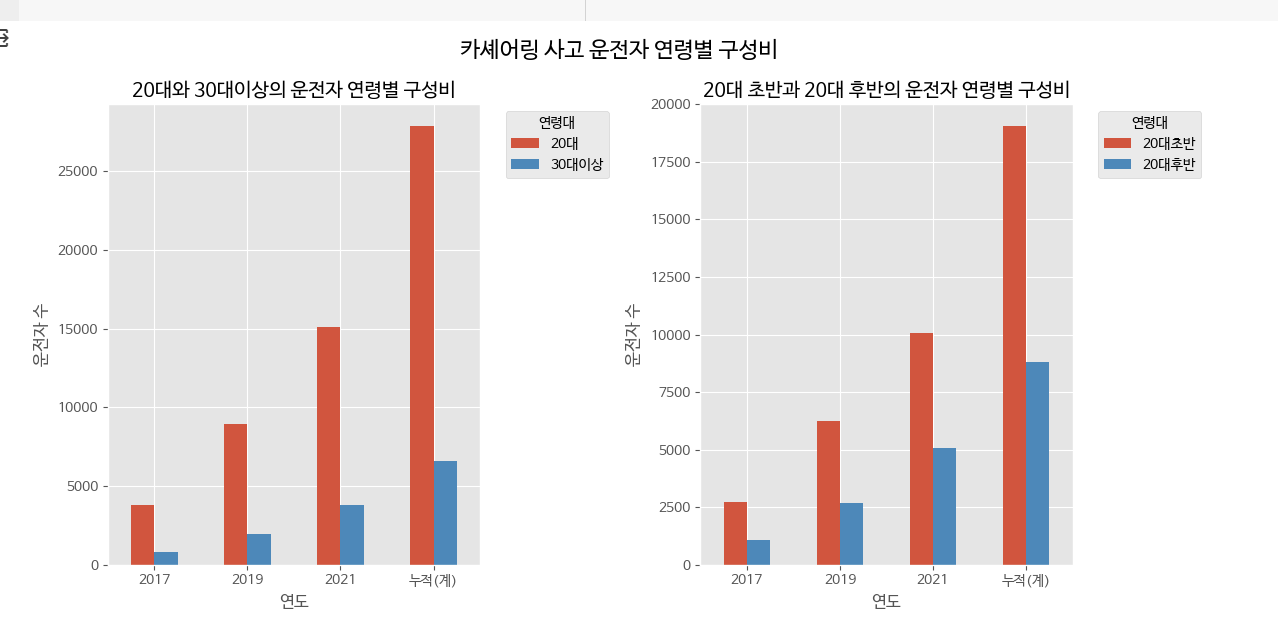 카셰어링 사고 운전자 연령별 구성비
20대와 30대이상의 운전자 연령별 구성비
연령대
20대
30대이상
운전자 수
25000
20000
15000
10000
5000
0
2017
2019
2021
누적(계)
연도
20대 초반과 20대 후반의 운전자 연령별 구성비
연령대
20대초반
20대후반
운전자 수
20000
17500
15000
12500
10000
7500
5000
2500
0
2017
2019
2021
누적(계)
연도